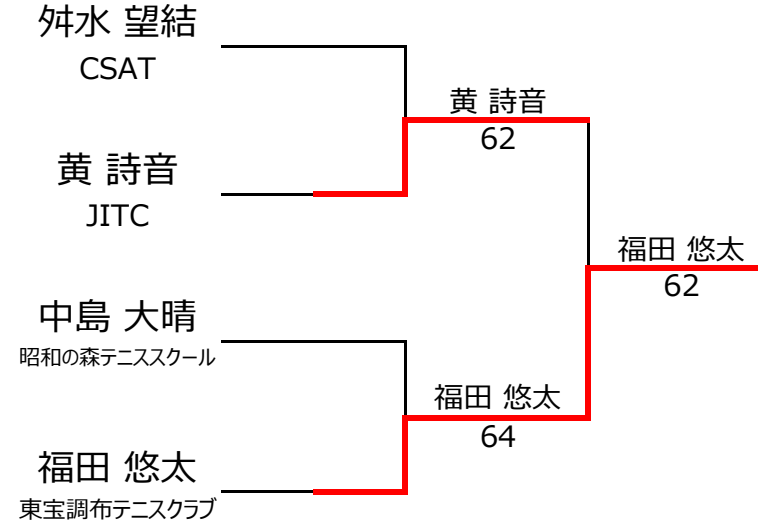 舛水 望結
CSAT
黄 詩音
62
黄 詩音
JITC
福田 悠太
62
中島 大晴
昭和の森テニススクール
福田 悠太
64
福田 悠太
東宝調布テニスクラブ